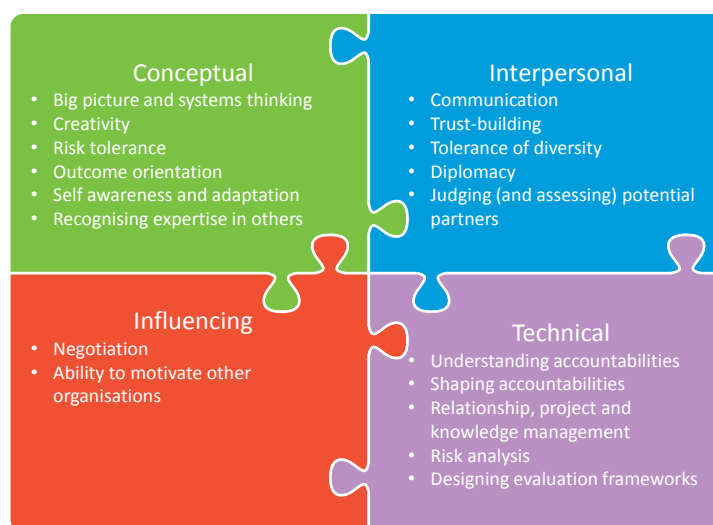 Conceptual
• Big picture and systems thinking
• Creativity
• Risk tolerance
• Outcome orientation
• Self awareness and adaptation
• Recognising expertise in others
Interpersonal
• Communication
• Trust-building
• Tolerance of diversity
• Diplomacy
• Judging (and assessing) potential
partners
Influencing
• Negotiation
• Ability to motivate other
organisations
Technical
• Understanding accountabilities
• Shaping accountabilities
• Relationship, project and
knowledge management
• Risk analysis
• Designing evaluation frameworks